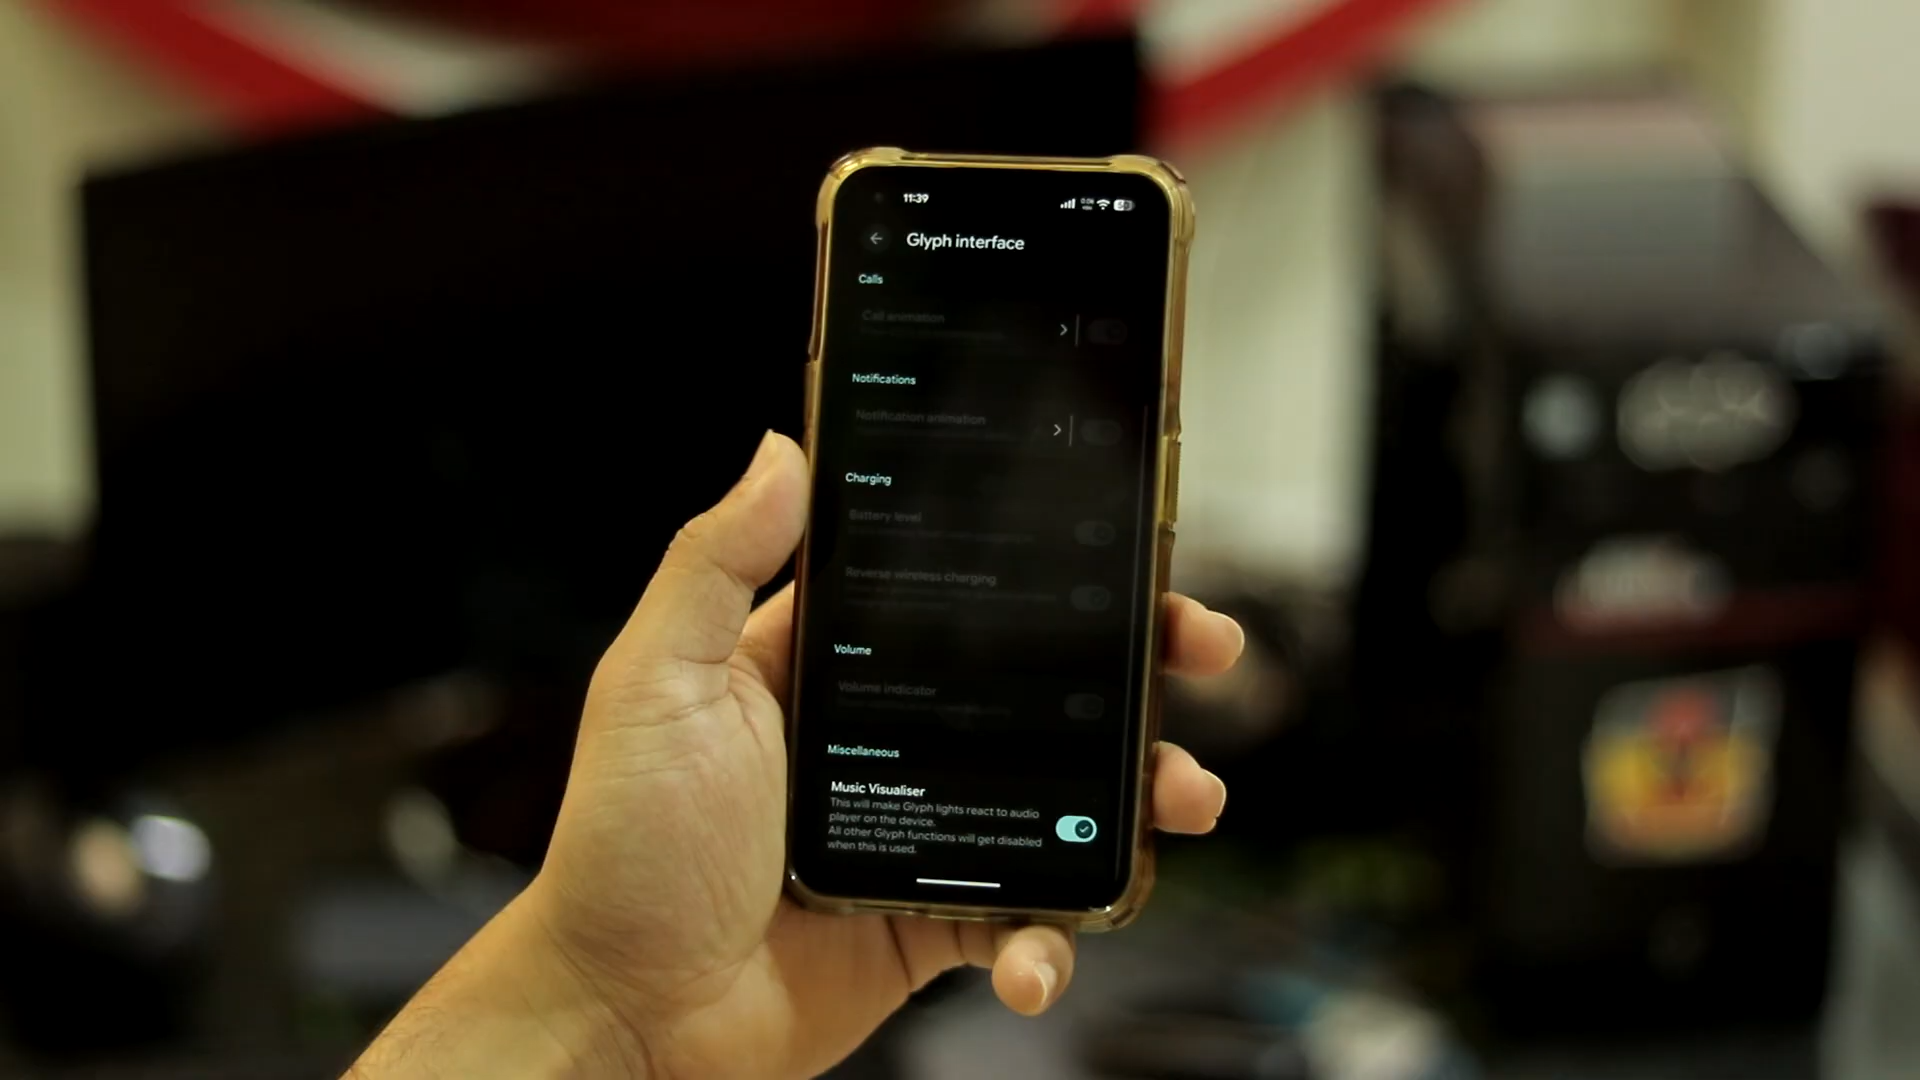 11:39
Glyph interface
Calls
Call animation
Notifications
Notification animation
Charging
Battery level
Reverse wireless charging
Volume
Volume indicator
Miscellaneous
Music Visualiser
This will make Glyph lights react to audio
player on the device.
All other Glyph functions will get disabled
when this is used.